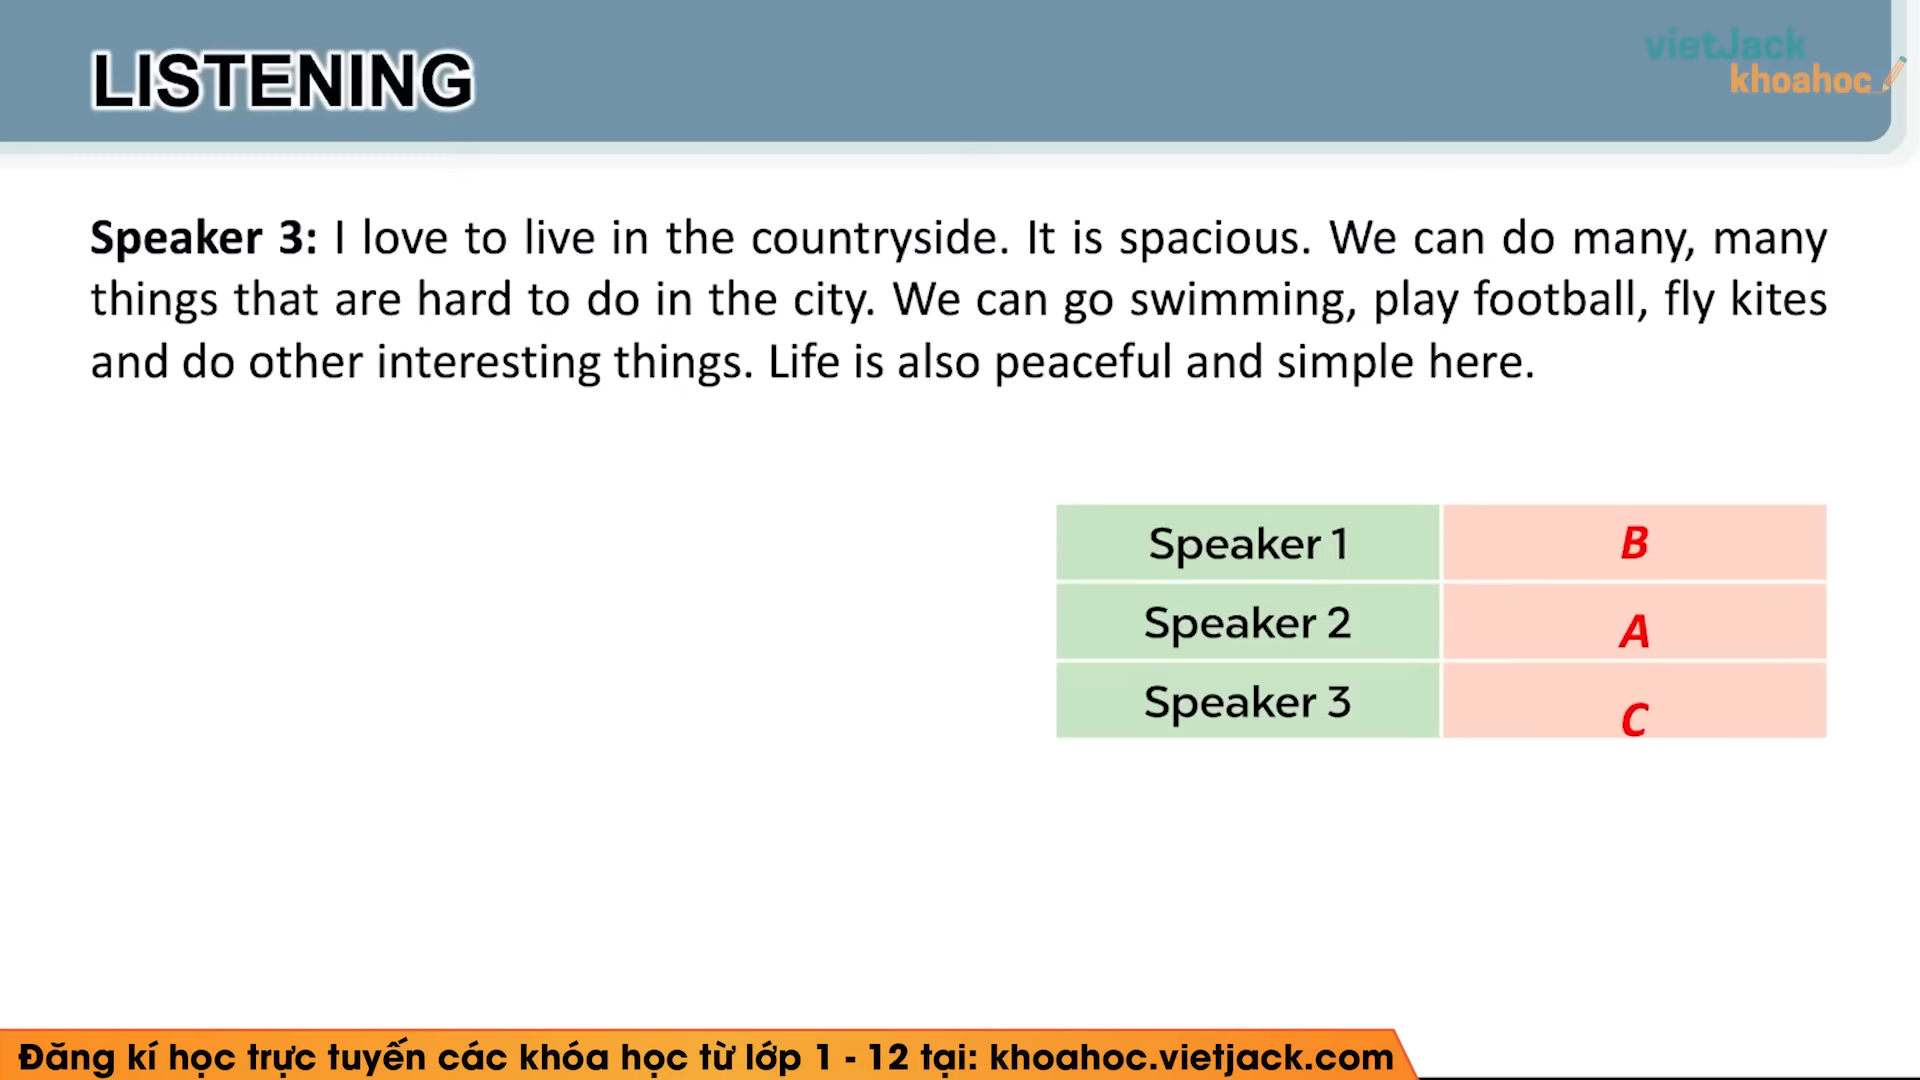 LISTENING
vietJack
khoahoc
Speaker 3: I love to live in the countryside. It is spacious. We can do many, many
things that are hard to do in the city. We can go swimming, play football, fly kites
and do other interesting things. Life is also peaceful and simple here.
Speaker 1 B
Speaker 2 A
Speaker 3 C
Đăng kí học trực tuyến các khóa học từ lớp 1 - 12 tại: khoahoc.vietjack.com